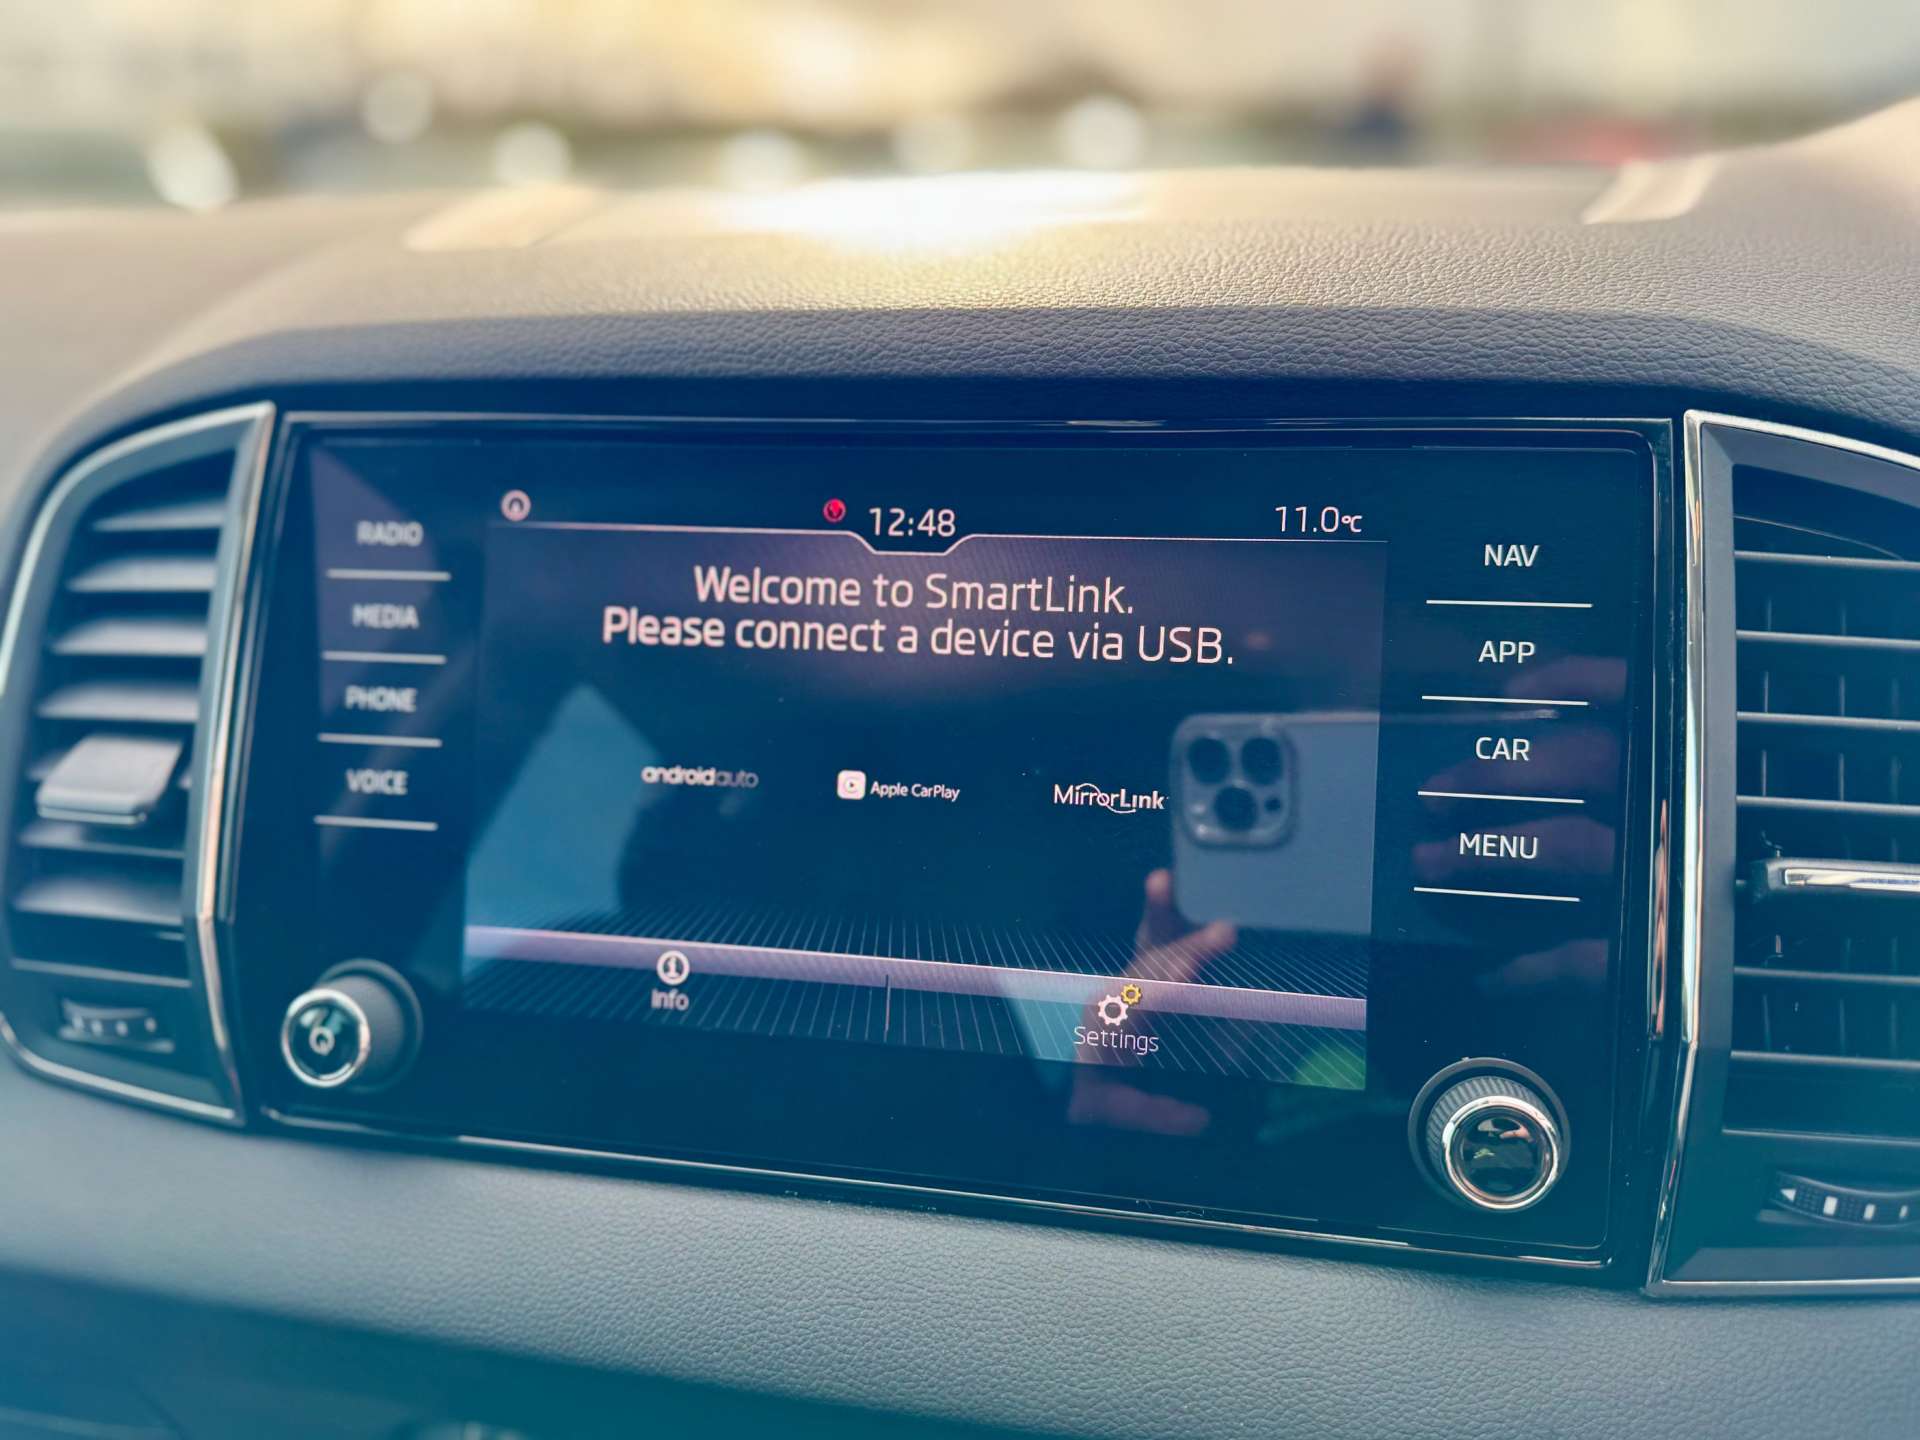 12:48
11.0°C
RADIO
MEDIA
PHONE
VOICE
Welcome to SmartLink.
Please connect a device via USB.
androidauto
Apple CarPlay
MirrorLink
Info
Settings
NAV
APP
CAR
MENU